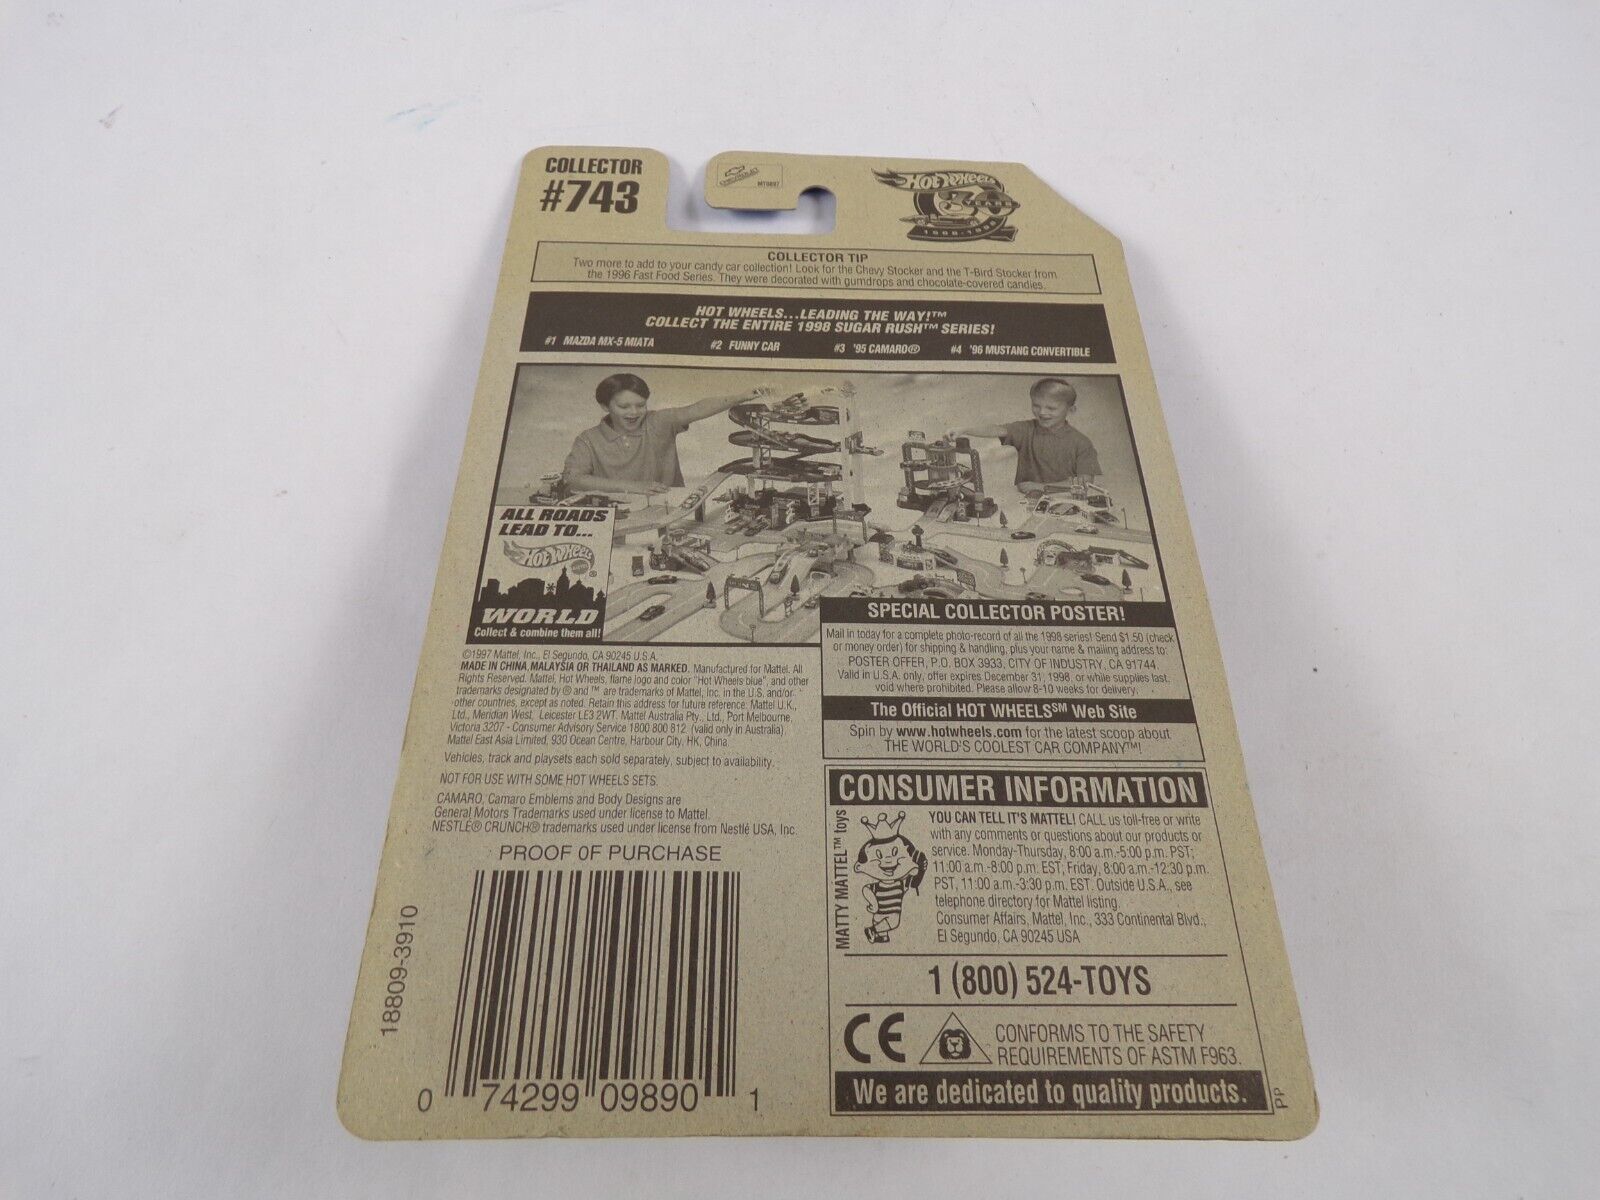 COLLECTOR
#743
CHEVROLET
Hot Wheels
30 YEARS
1968-1998
COLLECTOR TIP
Two more to add to your candy car collection! Look for the Chevy Stocker and the T-Bird Stocker from
the 1996 Fast Food Series. They were decorated with gumdrops and chocolate-covered candies.
HOT WHEELS...LEADING THE WAY!™
COLLECT THE ENTIRE 1998 SUGAR RUSH™ SERIES!
#1 MAZDA MX-5 MIATA #2 FUNNY CAR #3 '95 CAMARO® #4 '96 MUSTANG CONVERTIBLE
ALL ROADS
LEAD TO...
Hot Wheels®
WORLD
Collect & combine them all!
©1997 Mattel, Inc., El Segundo, CA 90245 U.S.A.
MADE IN CHINA, MALAYSIA OR THAILAND AS MARKED. Manufactured for Mattel. All
Rights Reserved. Mattel, Hot Wheels, flame logo and color "Hot Wheels blue", and other
trademarks designated by ® and ™ are trademarks of Mattel, Inc. in the U.S. and/or
other countries, except as noted. Retain this address for future reference: Mattel U.K.,
Ltd., Meridian West, Leicester LE3 2WT. Mattel Australia Pty., Ltd., Port Melbourne,
Victoria 3207 - Consumer Advisory Service 1800 800 812 (valid only in Australia).
Mattel East Asia Limited, 930 Ocean Centre, Harbour City, HK, China.
Vehicles, track and playsets each sold separately, subject to availability.
NOT FOR USE WITH SOME HOT WHEELS SETS.
CAMARO, Camaro Emblems and Body Designs are
General Motors Trademarks used under license to Mattel.
NESTLÉ® CRUNCH® trademarks used under license from Nestlé USA, Inc.
PROOF OF PURCHASE
18809-3910
0 74299 09890 1
SPECIAL COLLECTOR POSTER!
Mail in today for a complete photo-record of all the 1998 series! Send $1.50 (check
or money order) for shipping & handling, plus your name & mailing address to:
POSTER OFFER, P.O. BOX 3933, CITY OF INDUSTRY, CA 91744.
Valid in U.S.A. only, offer expires December 31, 1998, or while supplies last,
void where prohibited. Please allow 8-10 weeks for delivery.
The Official HOT WHEELS℠ Web Site
Spin by www.hotwheels.com for the latest scoop about
THE WORLD'S COOLEST CAR COMPANY™!
CONSUMER INFORMATION
MATTY MATTEL™ toys
YOU CAN TELL IT'S MATTEL! CALL us toll-free or write
with any comments or questions about our products or
service. Monday-Thursday, 8:00 a.m.-5:00 p.m. PST;
11:00 a.m.-8:00 p.m. EST; Friday, 8:00 a.m.-12:30 p.m.
PST, 11:00 a.m.-3:30 p.m. EST. Outside U.S.A., see
telephone directory for Mattel listing.
Consumer Affairs, Mattel, Inc., 333 Continental Blvd.,
El Segundo, CA 90245 USA
1 (800) 524-TOYS
CE
CONFORMS TO THE SAFETY
REQUIREMENTS OF ASTM F963.
We are dedicated to quality products.
PP